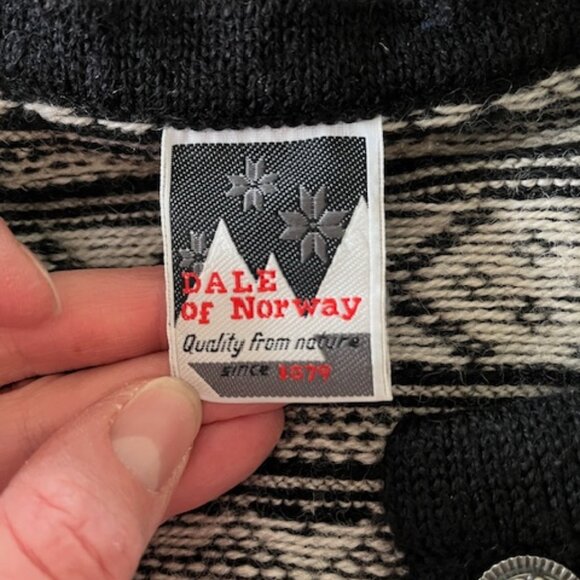 DALE
of Norway
Quality from nature
since 1879